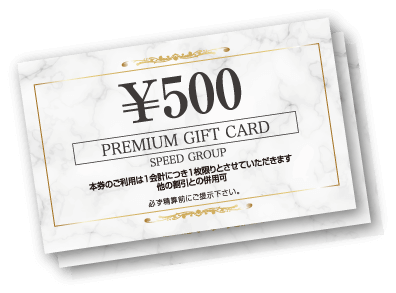 ¥500
PREMIUM GIFT CARD
SPEED GROUP
本券のご利用は1会計につき1枚限りとさせていただきます
他の割引との併用可
必ず精算前にご提示下さい。